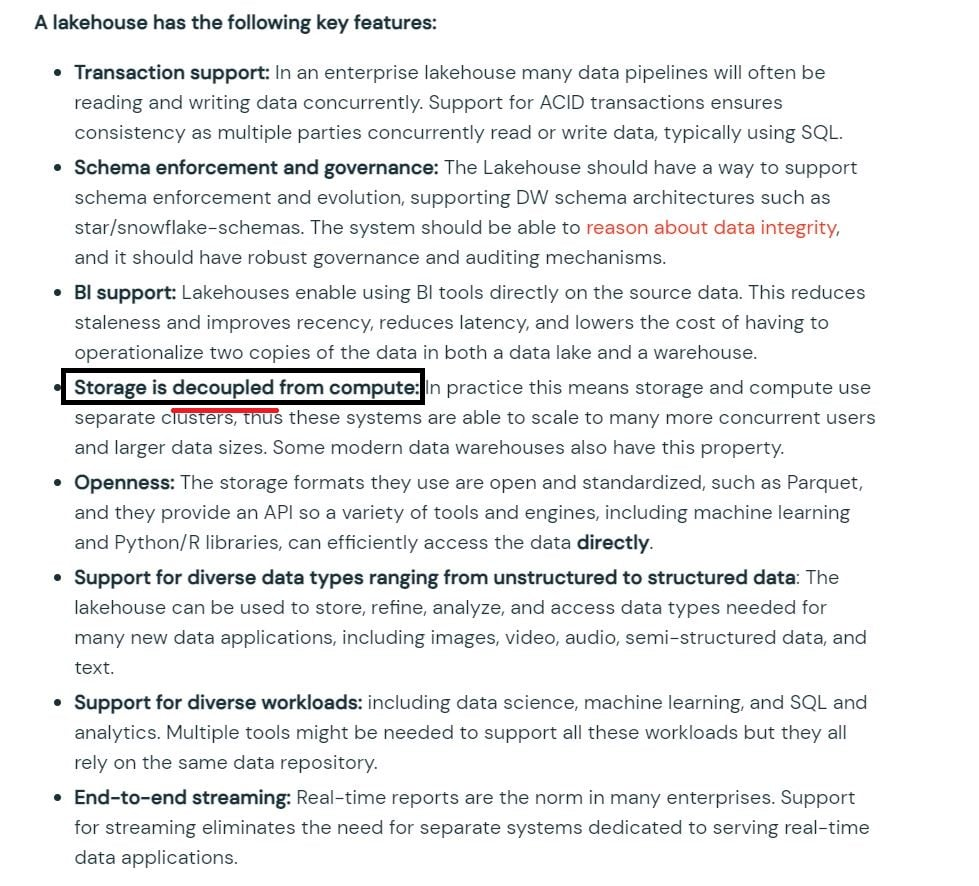 A lakehouse has the following key features:
• Transaction support: In an enterprise lakehouse many data pipelines will often be
reading and writing data concurrently. Support for ACID transactions ensures
consistency as multiple parties concurrently read or write data, typically using SQL.
• Schema enforcement and governance: The Lakehouse should have a way to support
schema enforcement and evolution, supporting DW schema architectures such as
star/snowflake-schemas. The system should be able to reason about data integrity,
and it should have robust governance and auditing mechanisms.
• BI support: Lakehouses enable using BI tools directly on the source data. This reduces
staleness and improves recency, reduces latency, and lowers the cost of having to
operationalize two copies of the data in both a data lake and a warehouse.
• Storage is decoupled from compute: In practice this means storage and compute use
separate clusters, thus these systems are able to scale to many more concurrent users
and larger data sizes. Some modern data warehouses also have this property.
• Openness: The storage formats they use are open and standardized, such as Parquet,
and they provide an API so a variety of tools and engines, including machine learning
and Python/R libraries, can efficiently access the data directly.
• Support for diverse data types ranging from unstructured to structured data: The
lakehouse can be used to store, refine, analyze, and access data types needed for
many new data applications, including images, video, audio, semi-structured data, and
text.
• Support for diverse workloads: including data science, machine learning, and SQL and
analytics. Multiple tools might be needed to support all these workloads but they all
rely on the same data repository.
• End-to-end streaming: Real-time reports are the norm in many enterprises. Support
for streaming eliminates the need for separate systems dedicated to serving real-time
data applications.